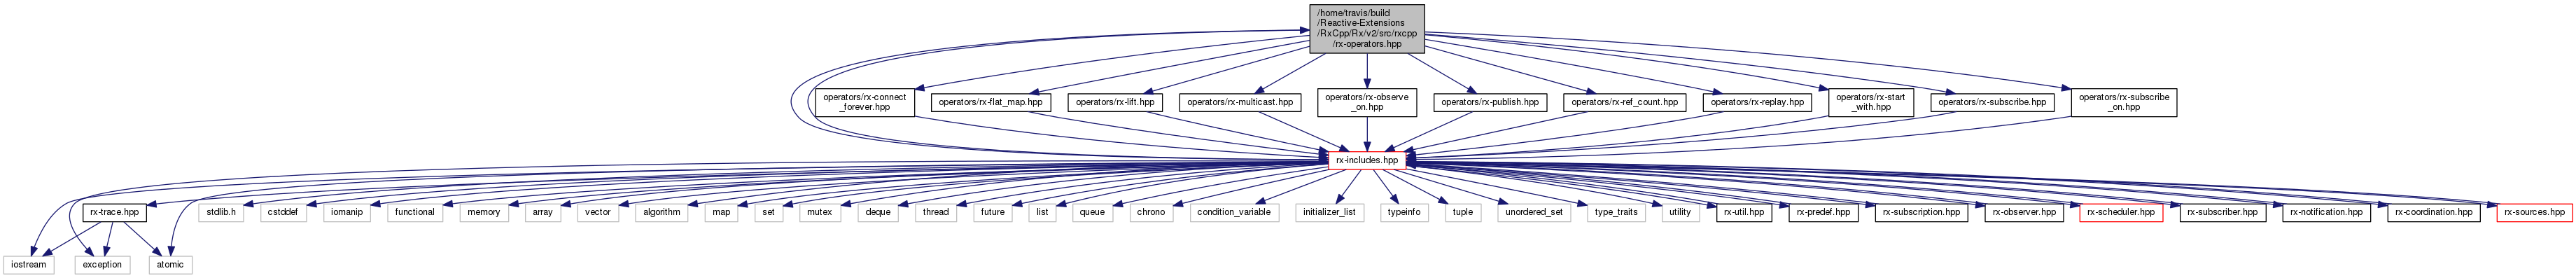 /home/travis/build
/Reactive-Extensions
/RxCpp/Rx/v2/src/rxcpp
/rx-operators.hpp
operators/rx-connect
_forever.hpp
operators/rx-flat_map.hpp
operators/rx-lift.hpp
operators/rx-multicast.hpp
operators/rx-observe
_on.hpp
operators/rx-publish.hpp
operators/rx-ref_count.hpp
operators/rx-replay.hpp
operators/rx-start
_with.hpp
operators/rx-subscribe.hpp
operators/rx-subscribe
_on.hpp
rx-includes.hpp
rx-trace.hpp
stdlib.h
cstddef
iomanip
functional
memory
array
vector
algorithm
map
set
mutex
deque
thread
future
list
queue
chrono
condition_variable
initializer_list
typeinfo
tuple
unordered_set
type_traits
utility
rx-util.hpp
rx-predef.hpp
rx-subscription.hpp
rx-observer.hpp
rx-scheduler.hpp
rx-subscriber.hpp
rx-notification.hpp
rx-coordination.hpp
rx-sources.hpp
iostream
exception
atomic